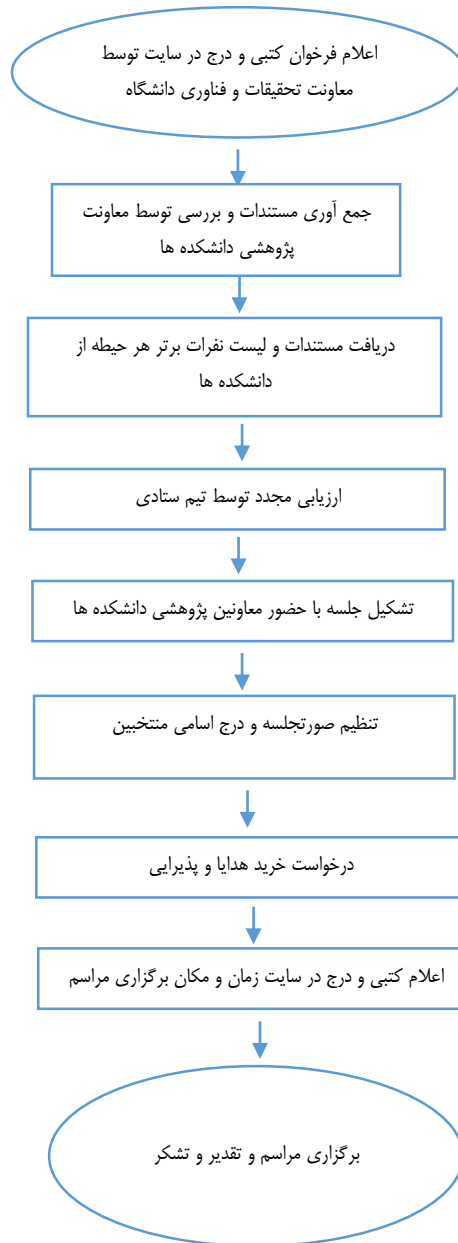 اعلام فرخوان کتبی و درج در سایت توسط
معاونت تحقیقات و فناوری دانشگاه
جمع آوری مستندات و بررسی توسط معاونت
پژوهشی دانشکده ها
دریافت مستندات و لیست نفرات برتر هر حیطه از
دانشکده ها
ارزیابی مجدد توسط تیم ستادی
تشکیل جلسه با حضور معاونین پژوهشی دانشکده ها
تنظیم صورتجلسه و درج اسامی منتخبین
درخواست خرید هدایا و پذیرایی
اعلام کتبی و درج در سایت زمان و مکان برگزاری مراسم
برگزاری مراسم و تقدیر و تشکر